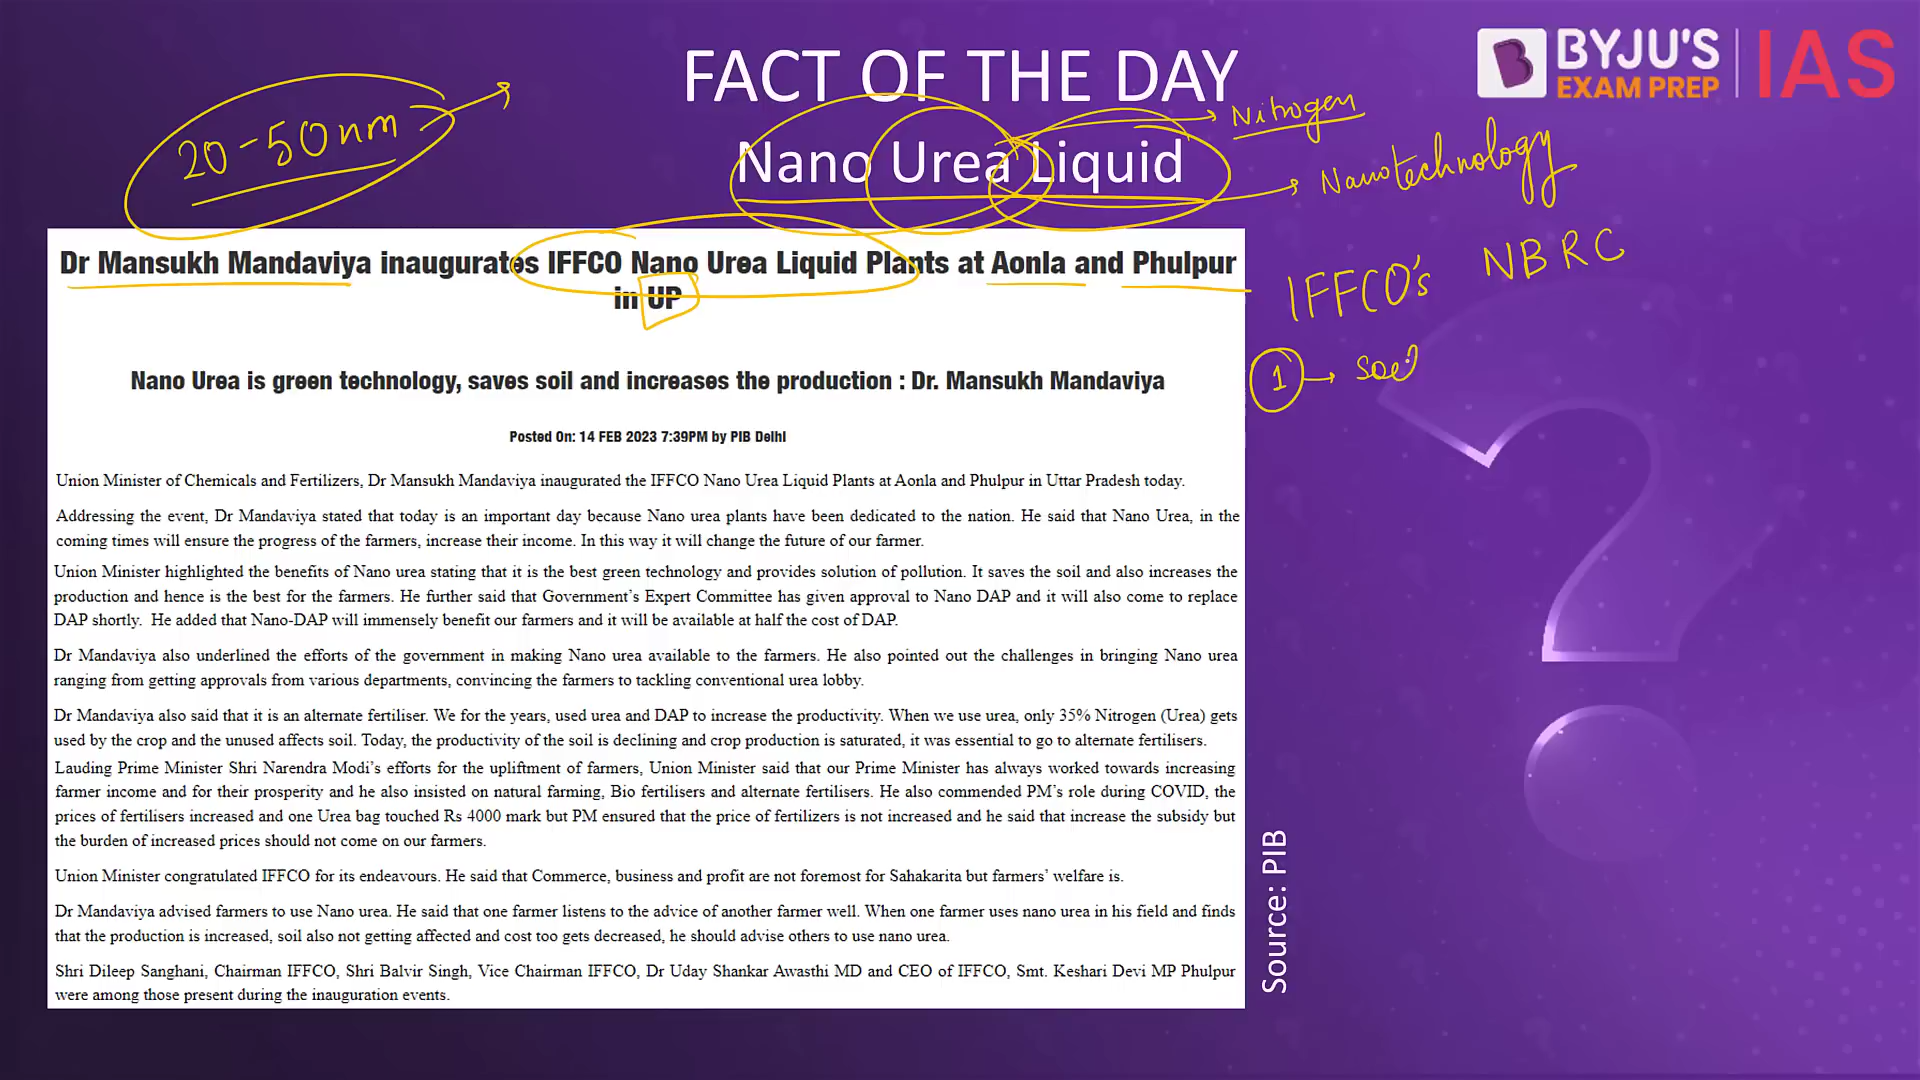 FACT OF THE DAY
BYJU'S
EXAM PREP
IAS
20-50nm
Nitrogen
Nano Urea Liquid
Nanotechnology
IFFCO's NBRC
1 → soil
Dr Mansukh Mandaviya inaugurates IFFCO Nano Urea Liquid Plants at Aonla and Phulpur
in UP
Nano Urea is green technology, saves soil and increases the production : Dr. Mansukh Mandaviya
Posted On: 14 FEB 2023 7:39PM by PIB Delhi
Union Minister of Chemicals and Fertilizers, Dr Mansukh Mandaviya inaugurated the IFFCO Nano Urea Liquid Plants at Aonla and Phulpur in Uttar Pradesh today.
Addressing the event, Dr Mandaviya stated that today is an important day because Nano urea plants have been dedicated to the nation. He said that Nano Urea, in the
coming times will ensure the progress of the farmers, increase their income. In this way it will change the future of our farmer.
Union Minister highlighted the benefits of Nano urea stating that it is the best green technology and provides solution of pollution. It saves the soil and also increases the
production and hence is the best for the farmers. He further said that Government's Expert Committee has given approval to Nano DAP and it will also come to replace
DAP shortly. He added that Nano-DAP will immensely benefit our farmers and it will be available at half the cost of DAP.
Dr Mandaviya also underlined the efforts of the government in making Nano urea available to the farmers. He also pointed out the challenges in bringing Nano urea
ranging from getting approvals from various departments, convincing the farmers to tackling conventional urea lobby.
Dr Mandaviya also said that it is an alternate fertiliser. We for the years, used urea and DAP to increase the productivity. When we use urea, only 35% Nitrogen (Urea) gets
used by the crop and the unused affects soil. Today, the productivity of the soil is declining and crop production is saturated, it was essential to go to alternate fertilisers.
Lauding Prime Minister Shri Narendra Modi's efforts for the upliftment of farmers, Union Minister said that our Prime Minister has always worked towards increasing
farmer income and for their prosperity and he also insisted on natural farming, Bio fertilisers and alternate fertilisers. He also commended PM's role during COVID, the
prices of fertilisers increased and one Urea bag touched Rs 4000 mark but PM ensured that the price of fertilizers is not increased and he said that increase the subsidy but
the burden of increased prices should not come on our farmers.
Union Minister congratulated IFFCO for its endeavours. He said that Commerce, business and profit are not foremost for Sahakarita but farmers' welfare is.
Dr Mandaviya advised farmers to use Nano urea. He said that one farmer listens to the advice of another farmer well. When one farmer uses nano urea in his field and finds
that the production is increased, soil also not getting affected and cost too gets decreased, he should advise others to use nano urea.
Shri Dileep Sanghani, Chairman IFFCO, Shri Balvir Singh, Vice Chairman IFFCO, Dr Uday Shankar Awasthi MD and CEO of IFFCO, Smt. Keshari Devi MP Phulpur
were among those present during the inauguration events.
Source: PIB